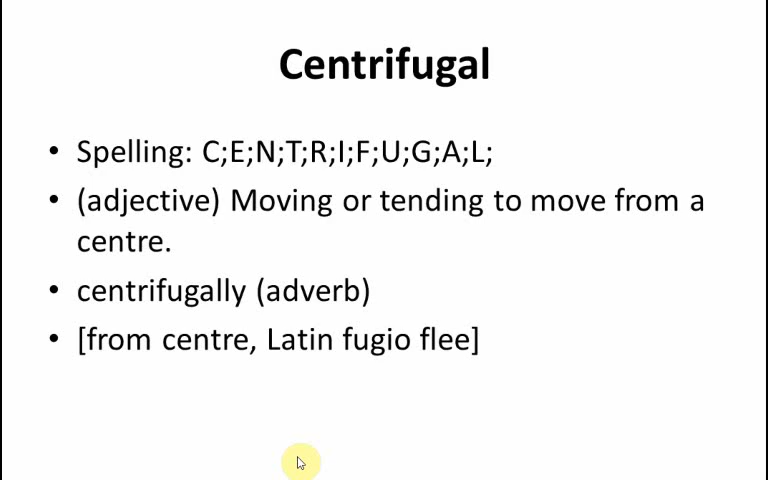 Centrifugal
• Spelling: C;E;N;T;R;I;F;U;G;A;L;
• (adjective) Moving or tending to move from a
centre.
• centrifugally (adverb)
• [from centre, Latin fugio flee]